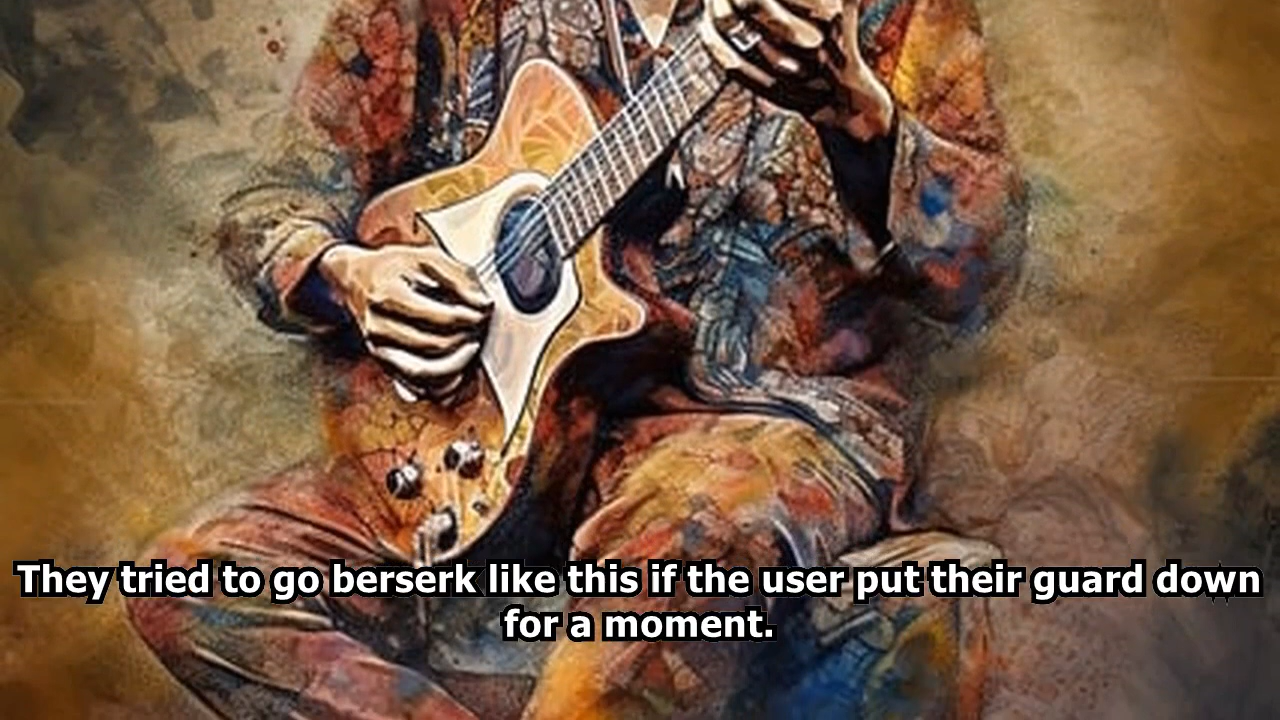 They tried to go berserk like this if the user put their guard down
for a moment.